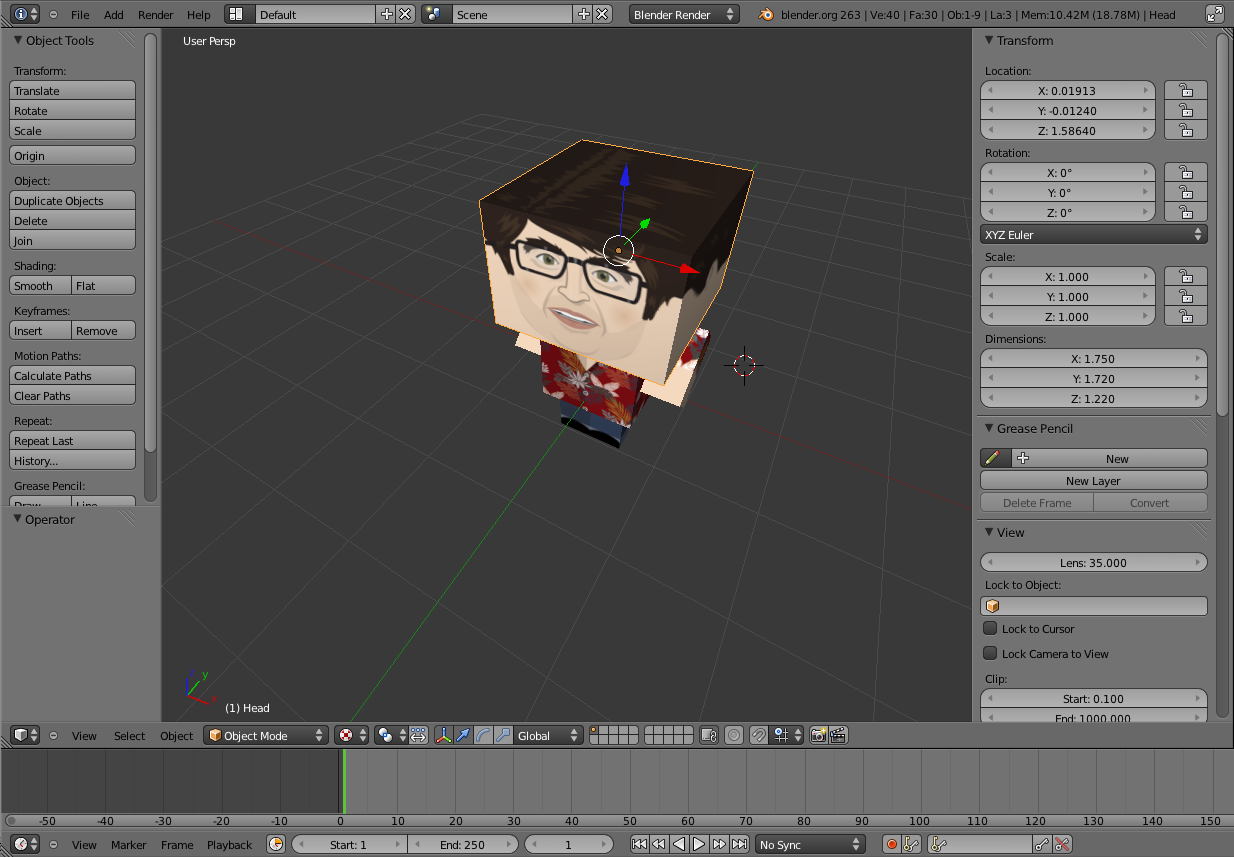 File Add Render Help Default Scene Blender Render blender.org 263 | Ve:40 | Fa:30 | Ob:1-9 | La:3 | Mem:10.42M (18.78M) | Head
Object Tools
Transform:
Translate
Rotate
Scale
Origin
Object:
Duplicate Objects
Delete
Join
Shading:
Smooth Flat
Keyframes:
Insert Remove
Motion Paths:
Calculate Paths
Clear Paths
Repeat:
Repeat Last
History...
Grease Pencil:
Draw Line
Operator
User Persp
z
y
x
(1) Head
Transform
Location:
X: 0.01913
Y: -0.01240
Z: 1.58640
Rotation:
X: 0°
Y: 0°
Z: 0°
XYZ Euler
Scale:
X: 1.000
Y: 1.000
Z: 1.000
Dimensions:
X: 1.750
Y: 1.720
Z: 1.220
Grease Pencil
New
New Layer
Delete Frame Convert
View
Lens: 35.000
Lock to Object:
Lock to Cursor
Lock Camera to View
Clip:
Start: 0.100
End: 1000.000
View Select Object Object Mode Global
-50 -40 -30 -20 -10 0 10 20 30 40 50 60 70 80 90 100 110 120 130 140 150
View Marker Frame Playback Start: 1 End: 250 1 No Sync